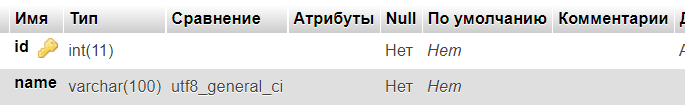 Имя Тип Сравнение Атрибуты Null По умолчанию Комментарии
id int(11) Нет Нет
name varchar(100) utf8_general_ci Нет Нет